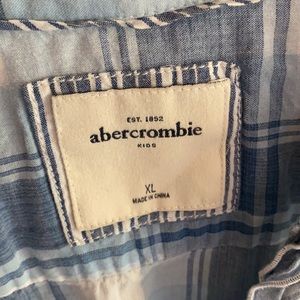 EST. 1892
abercrombie
KIDS
XL
MADE IN CHINA